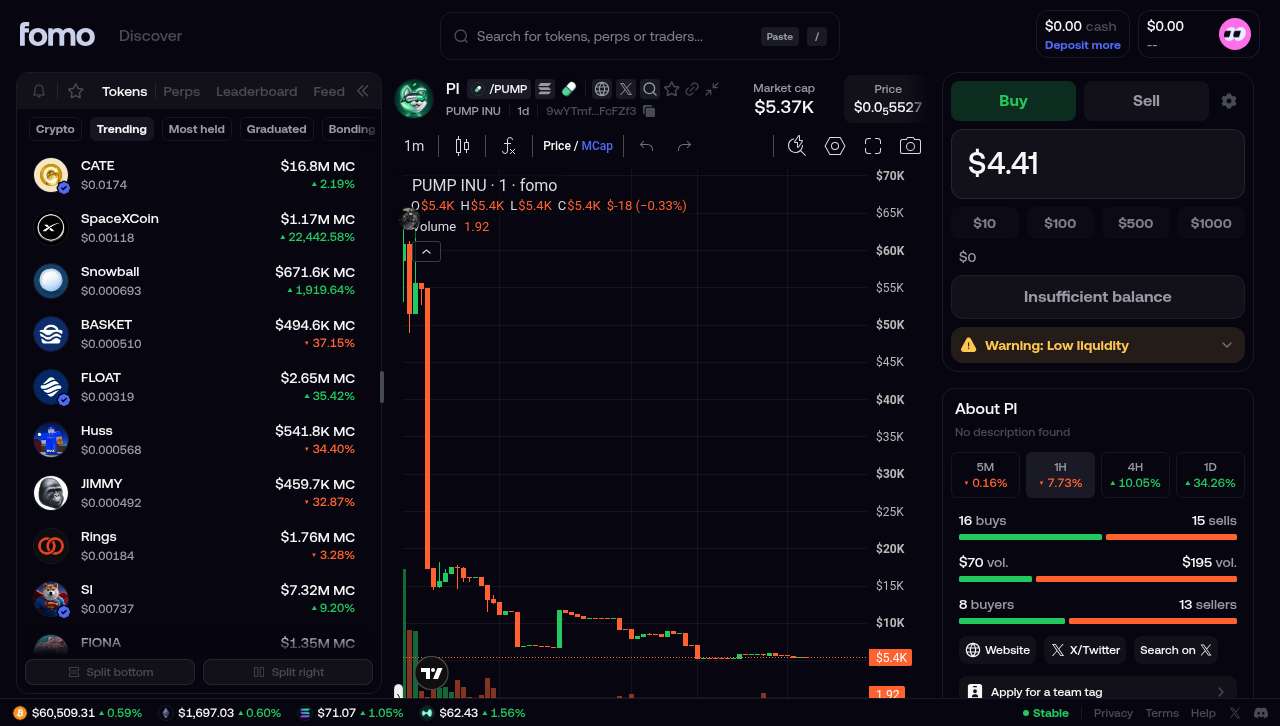 fomo
Discover
Search for tokens, perps or traders...
Paste
/
$0.00 cash
Deposit more
$0.00
--
Tokens Perps Leaderboard Feed
Crypto Trending Most held Graduated Bonding
CATE $16.8M MC
$0.0174 2.19%
SpaceXCoin $1.17M MC
$0.00118 22,442.58%
Snowball $671.6K MC
$0.000693 1,919.64%
BASKET $494.6K MC
$0.000510 37.15%
FLOAT $2.65M MC
$0.00319 35.42%
Huss $541.8K MC
$0.000568 34.40%
JIMMY $459.7K MC
$0.000492 32.87%
Rings $1.76M MC
$0.00184 3.28%
SI $7.32M MC
$0.00737 9.20%
FIONA $1.35M MC
Split bottom Split right
PI /PUMP
PUMP INU 1d 9wYTmf...FcFZf3
Market cap
$5.37K
Price
$0.0₅5527
1m
Price / MCap
PUMP INU · 1 · fomo
O$5.4K H$5.4K L$5.4K C$5.4K $-18 (−0.33%)
Volume 1.92
$70K
$65K
$60K
$55K
$50K
$45K
$40K
$35K
$30K
$25K
$20K
$15K
$10K
$5.4K
1.92
Buy Sell
$4.41
$10 $100 $500 $1000
$0
Insufficient balance
Warning: Low liquidity
About PI
No description found
5M 1H 4H 1D
0.16% 7.73% 10.05% 34.26%
16 buys 15 sells
$70 vol. $195 vol.
8 buyers 13 sellers
Website X/Twitter Search on X
Apply for a team tag
$60,509.31 0.59% $1,697.03 0.60% $71.07 1.05% $62.43 1.56%
Stable Privacy Terms Help